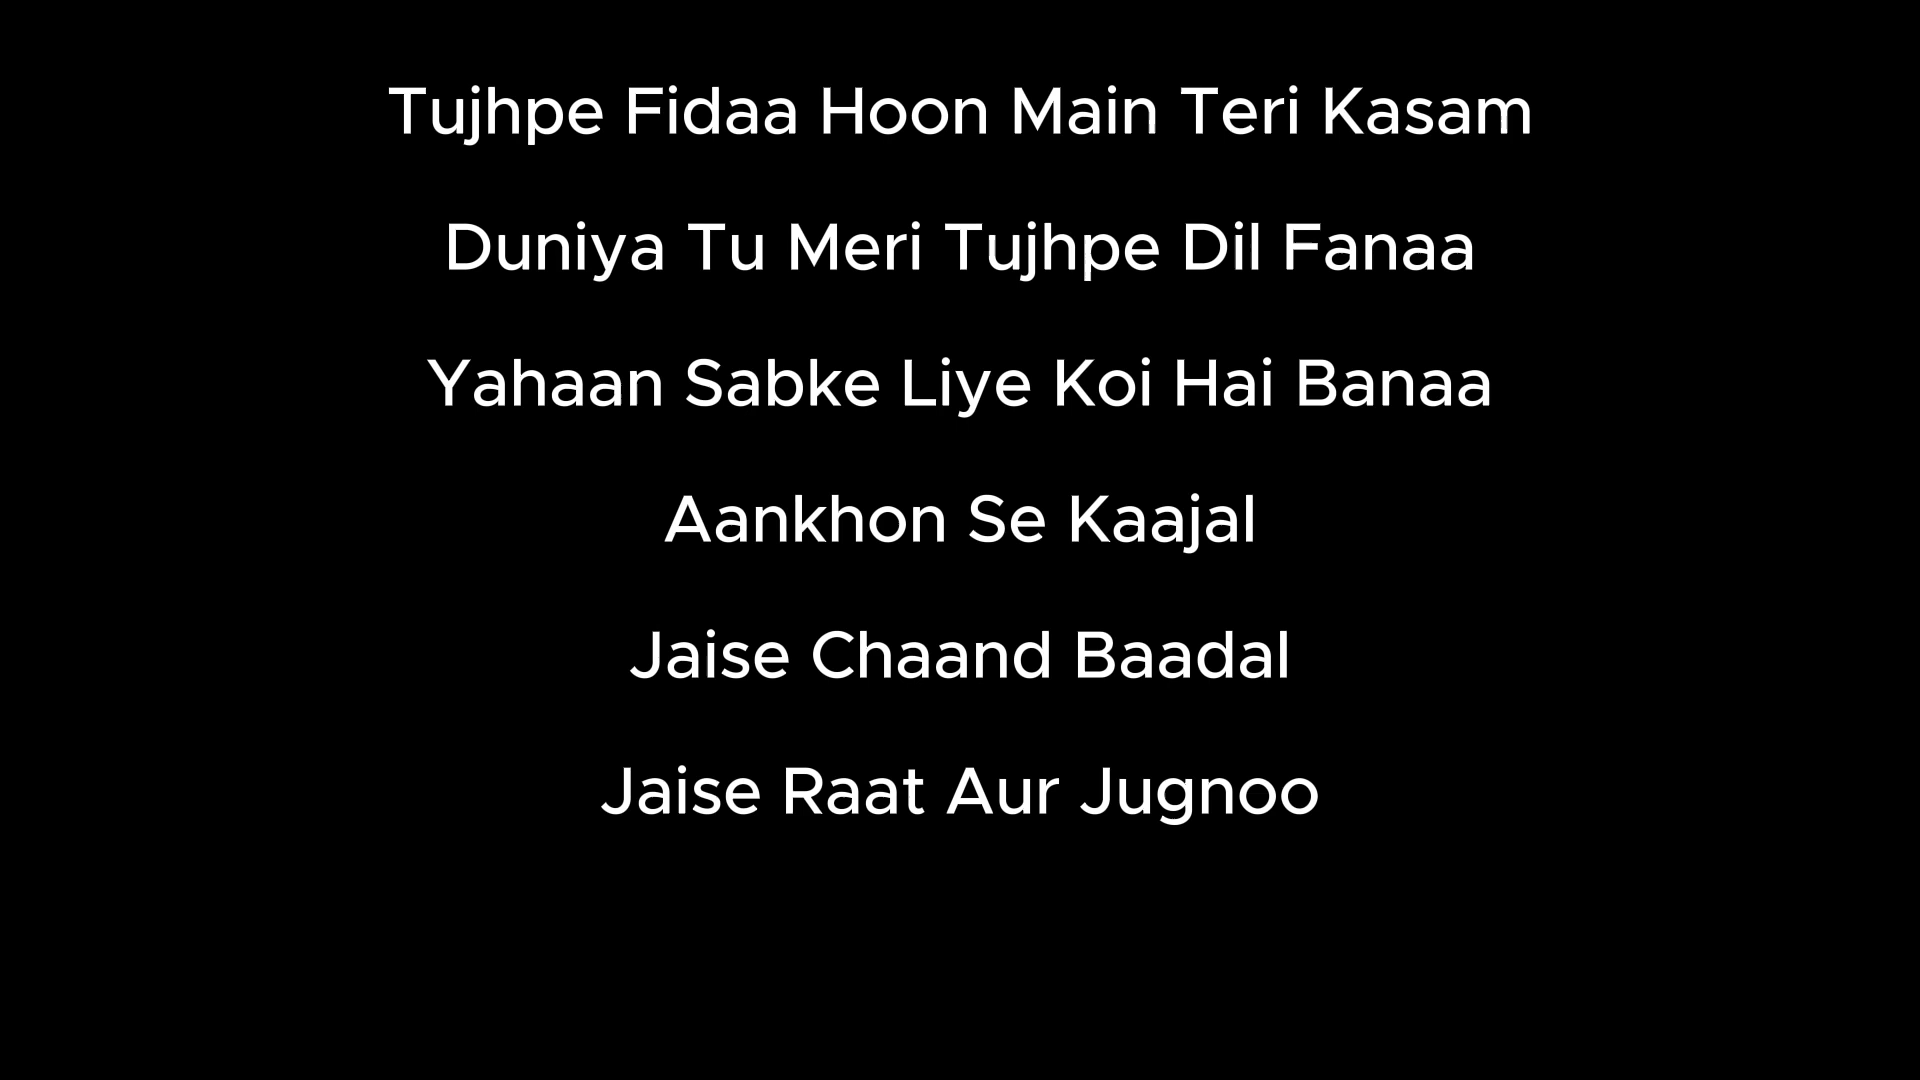 Tujhpe Fidaa Hoon Main Teri Kasam
Duniya Tu Meri Tujhpe Dil Fanaa
Yahaan Sabke Liye Koi Hai Banaa
Aankhon Se Kaajal
Jaise Chaand Baadal
Jaise Raat Aur Jugnoo